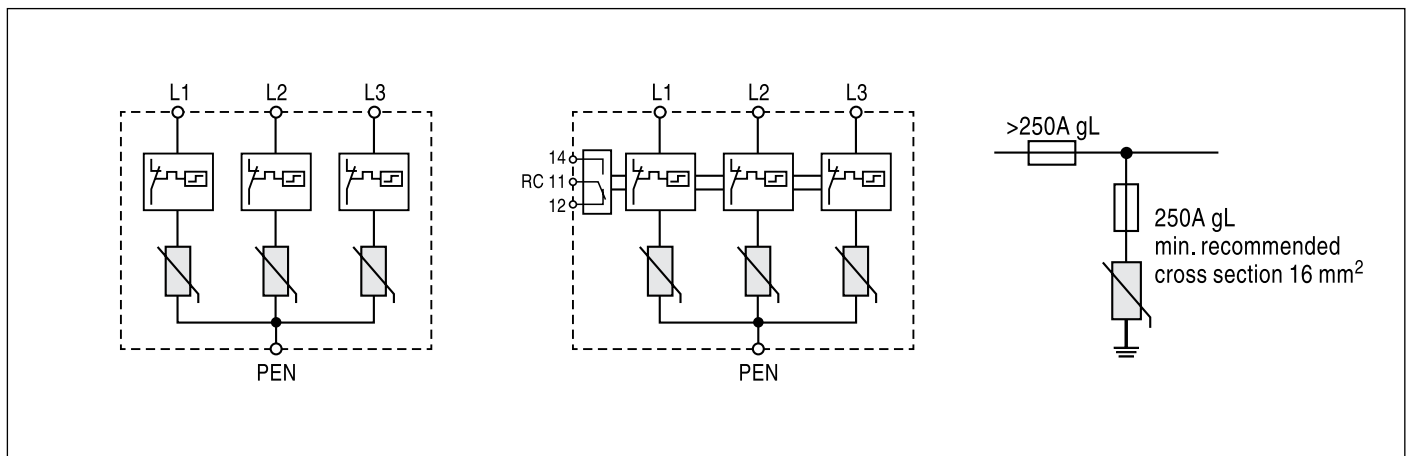 L1 L2 L3
PEN
L1 L2 L3
14
RC 11
12
PEN
>250A gL
250A gL
min. recommended
cross section 16 mm²